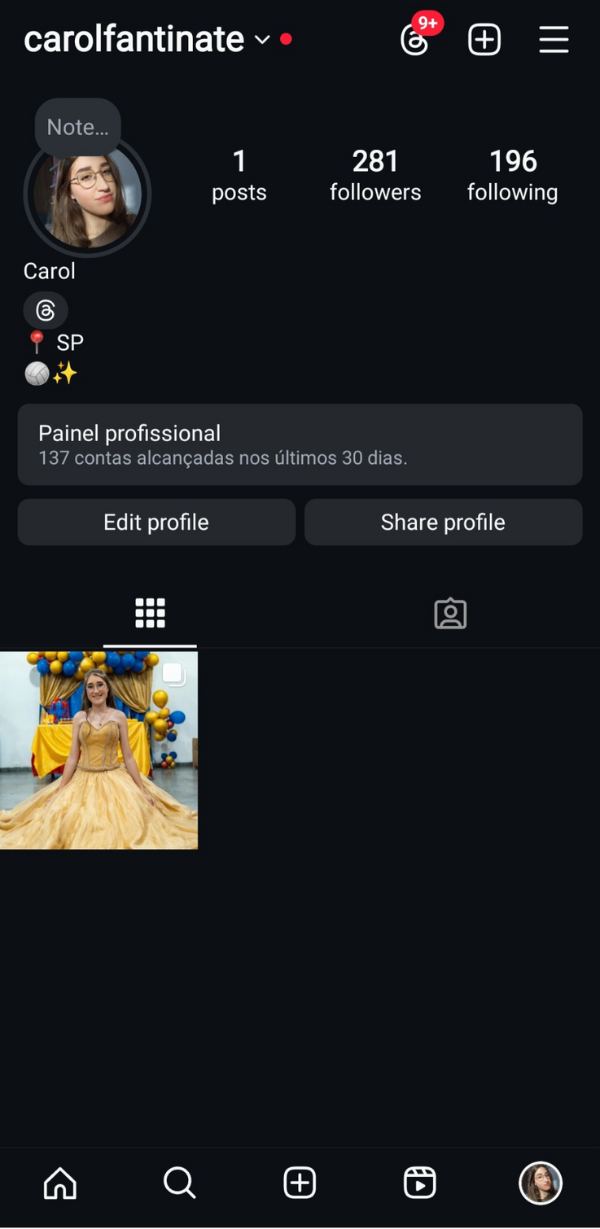 carolfantinate
9+
Note...
1 posts
281 followers
196 following
Carol
SP
Painel profissional
137 contas alcançadas nos últimos 30 dias.
Edit profile
Share profile